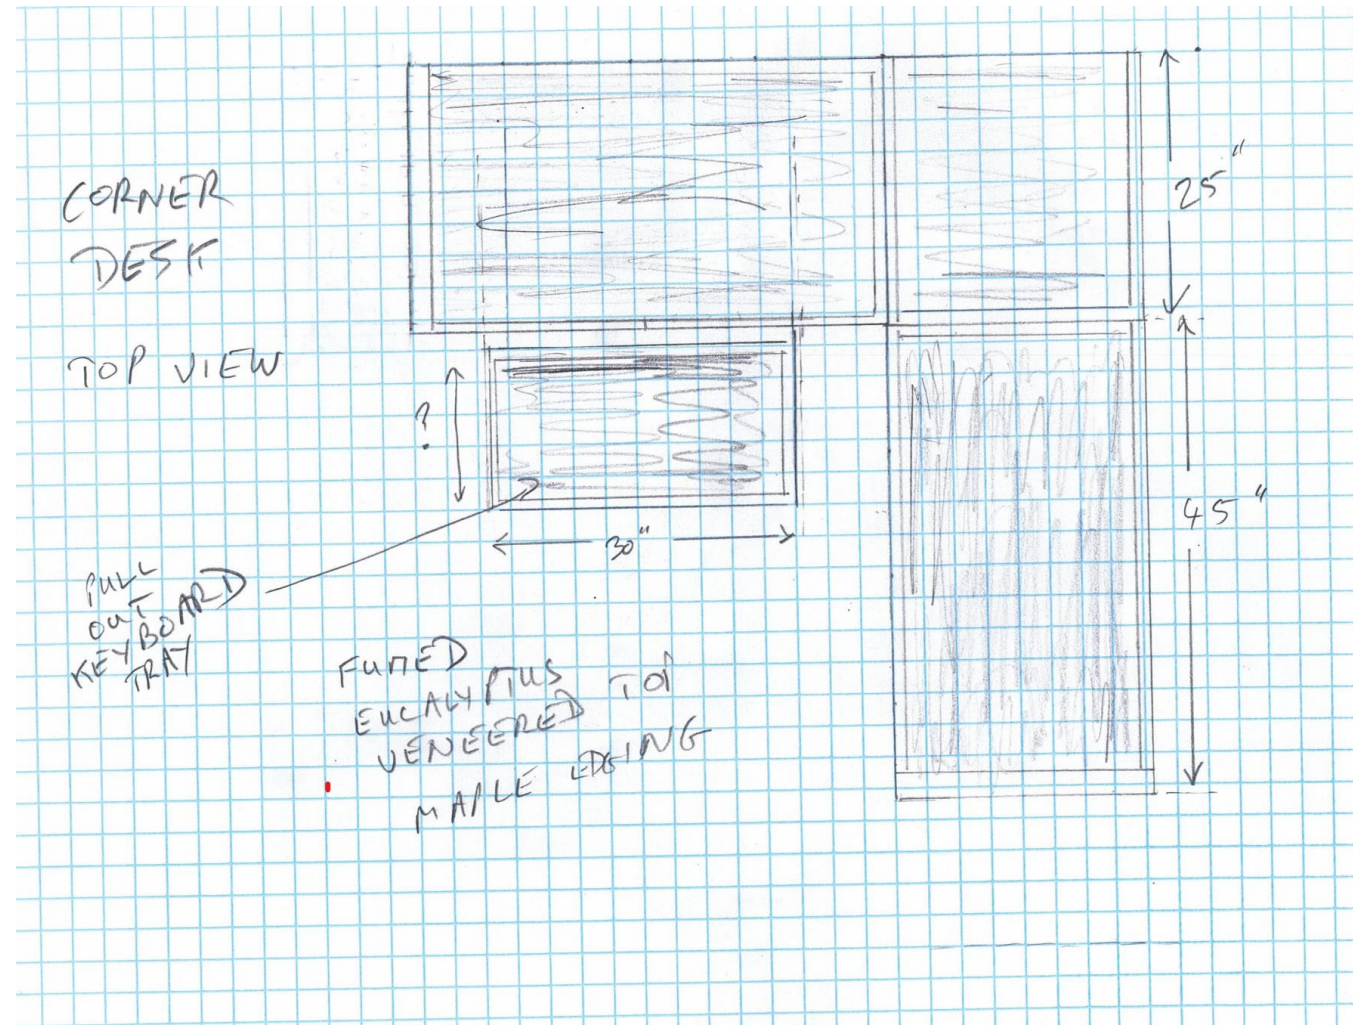 CORNER
DESK
TOP VIEW
25"
?
45"
30"
PULL
OUT
KEYBOARD
TRAY
FUMED
EUCALYPTUS
VENEERED TOP
MAPLE EDGING